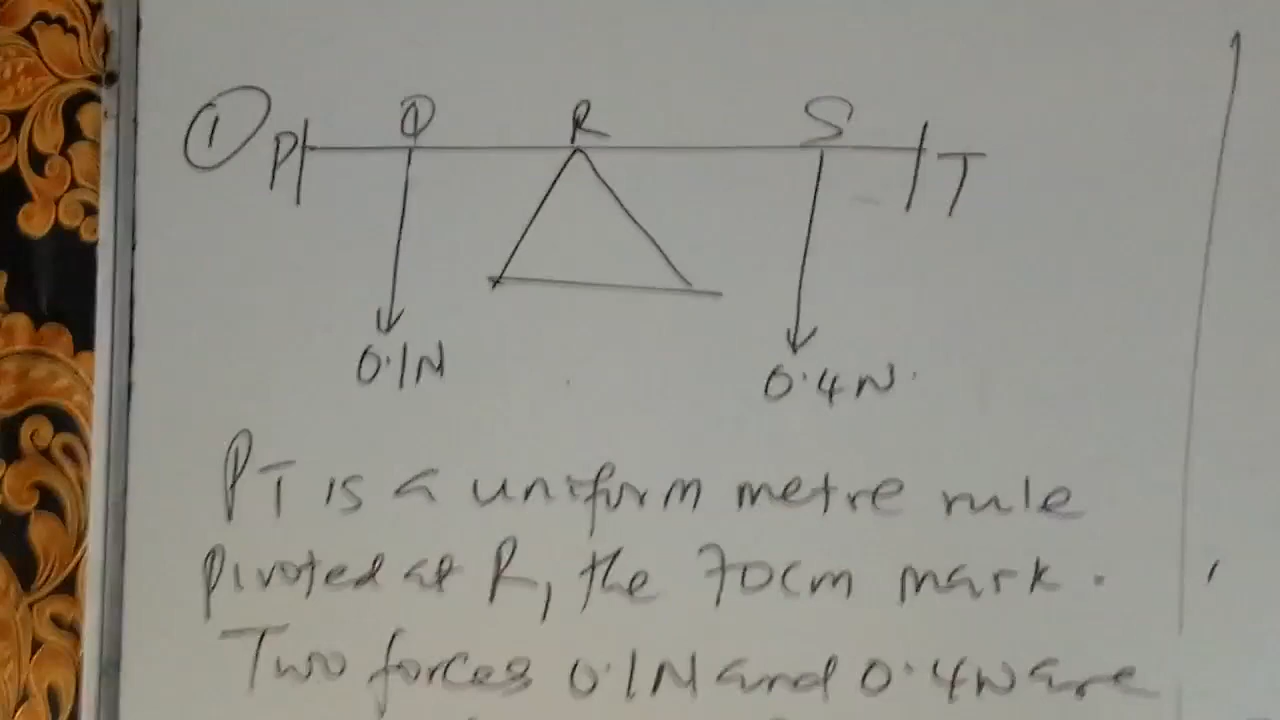 ① P Q R S T
0.1N
0.4N
PT is a uniform metre rule
pivoted at R, the 70cm mark.
Two forces 0.1N and 0.4N are